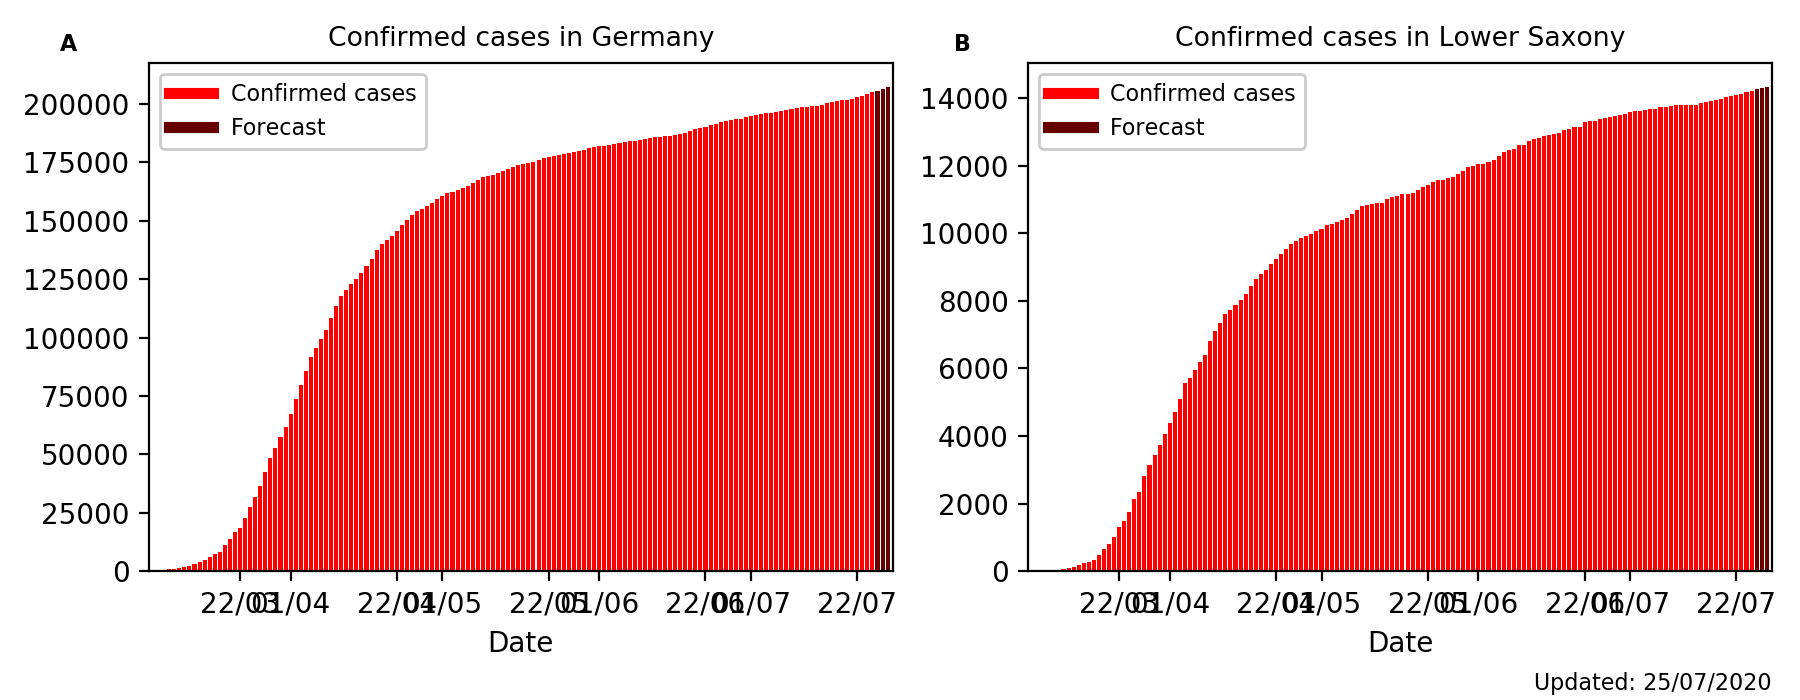 A
Confirmed cases in Germany
Confirmed cases
Forecast
200000
175000
150000
125000
100000
75000
50000
25000
0
22/03 01/04 22/04 01/05 22/05 01/06 22/06 01/07 22/07
Date
B
Confirmed cases in Lower Saxony
Confirmed cases
Forecast
14000
12000
10000
8000
6000
4000
2000
0
22/03 01/04 22/04 01/05 22/05 01/06 22/06 01/07 22/07
Date
Updated: 25/07/2020